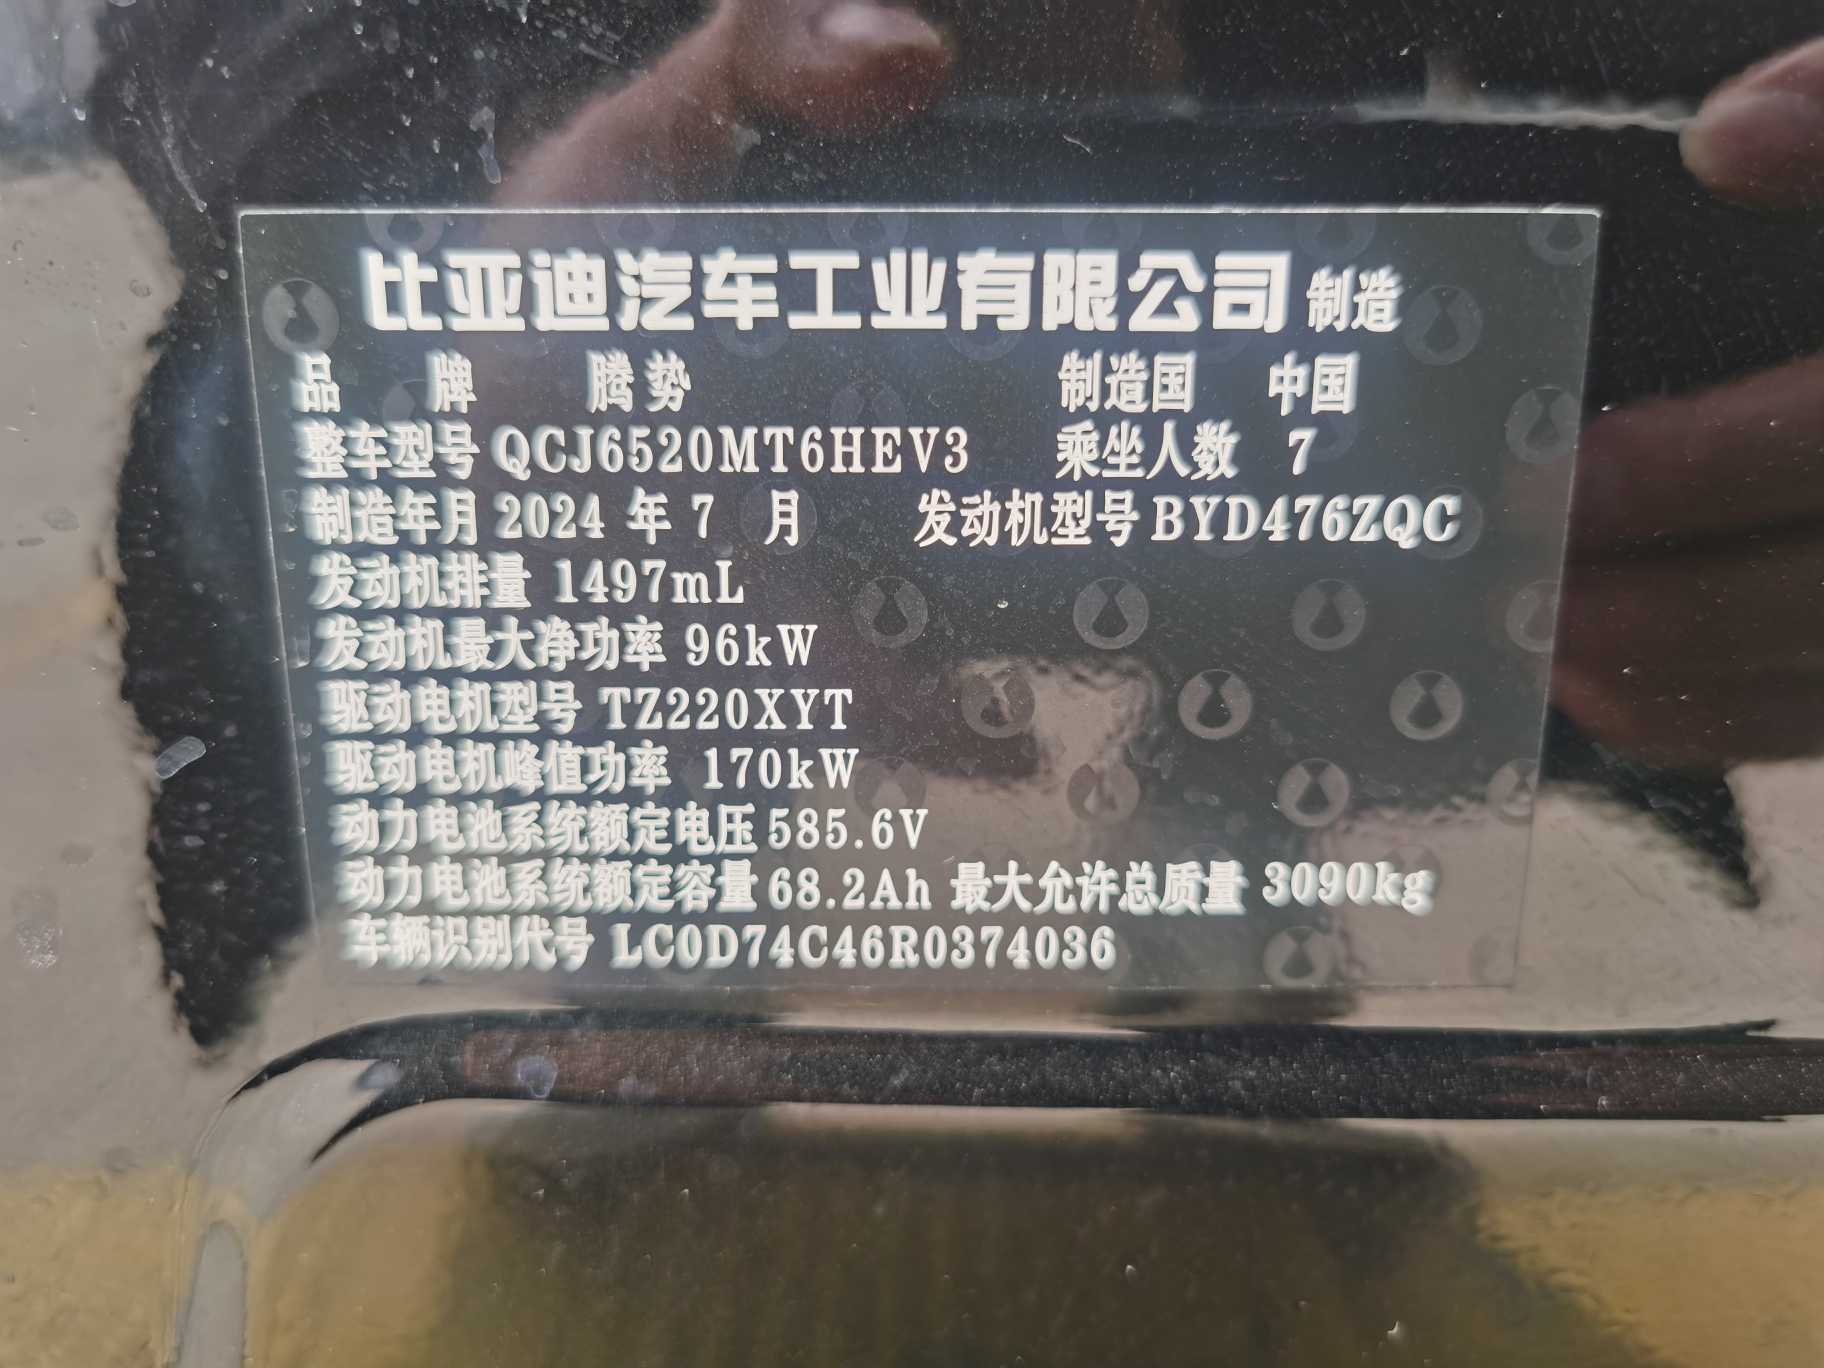 比亚迪汽车工业有限公司 制造
品 牌 腾势 制造国 中国
整车型号 QCJ6520MT6HEV3 乘坐人数 7
制造年月 2024 年 7 月 发动机型号 BYD476ZQC
发动机排量 1497mL
发动机最大净功率 96kW
驱动电机型号 TZ220XYT
驱动电机峰值功率 170kW
动力电池系统额定电压 585.6V
动力电池系统额定容量 68.2Ah 最大允许总质量 3090kg
车辆识别代号 LC0D74C46R0374036